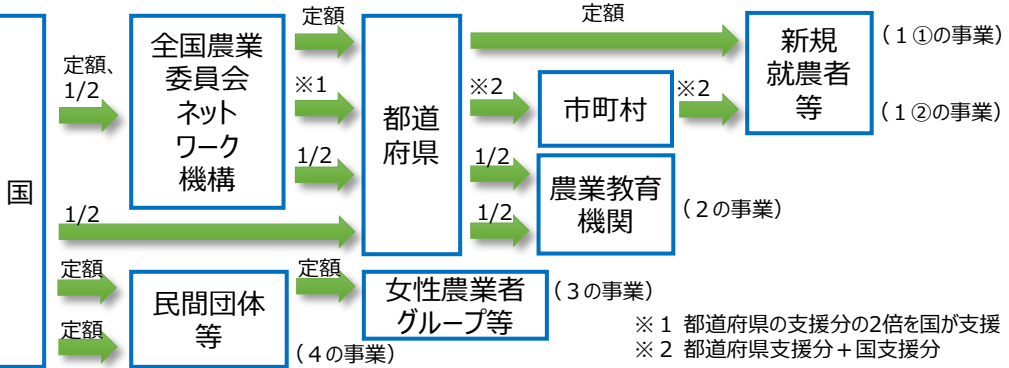 国
定額、
1/2
全国農業
委員会
ネット
ワーク
機構
定額
※1
1/2
1/2
都道
府県
定額
※2
市町村
※2
新規
就農者
等
（１①の事業）
（１②の事業）
1/2
1/2
農業教育
機関
（２の事業）
定額
定額
民間団体
等
（４の事業）
定額
女性農業者
グループ等
（３の事業）
※１ 都道府県の支援分の2倍を国が支援
※２ 都道府県支援分＋国支援分